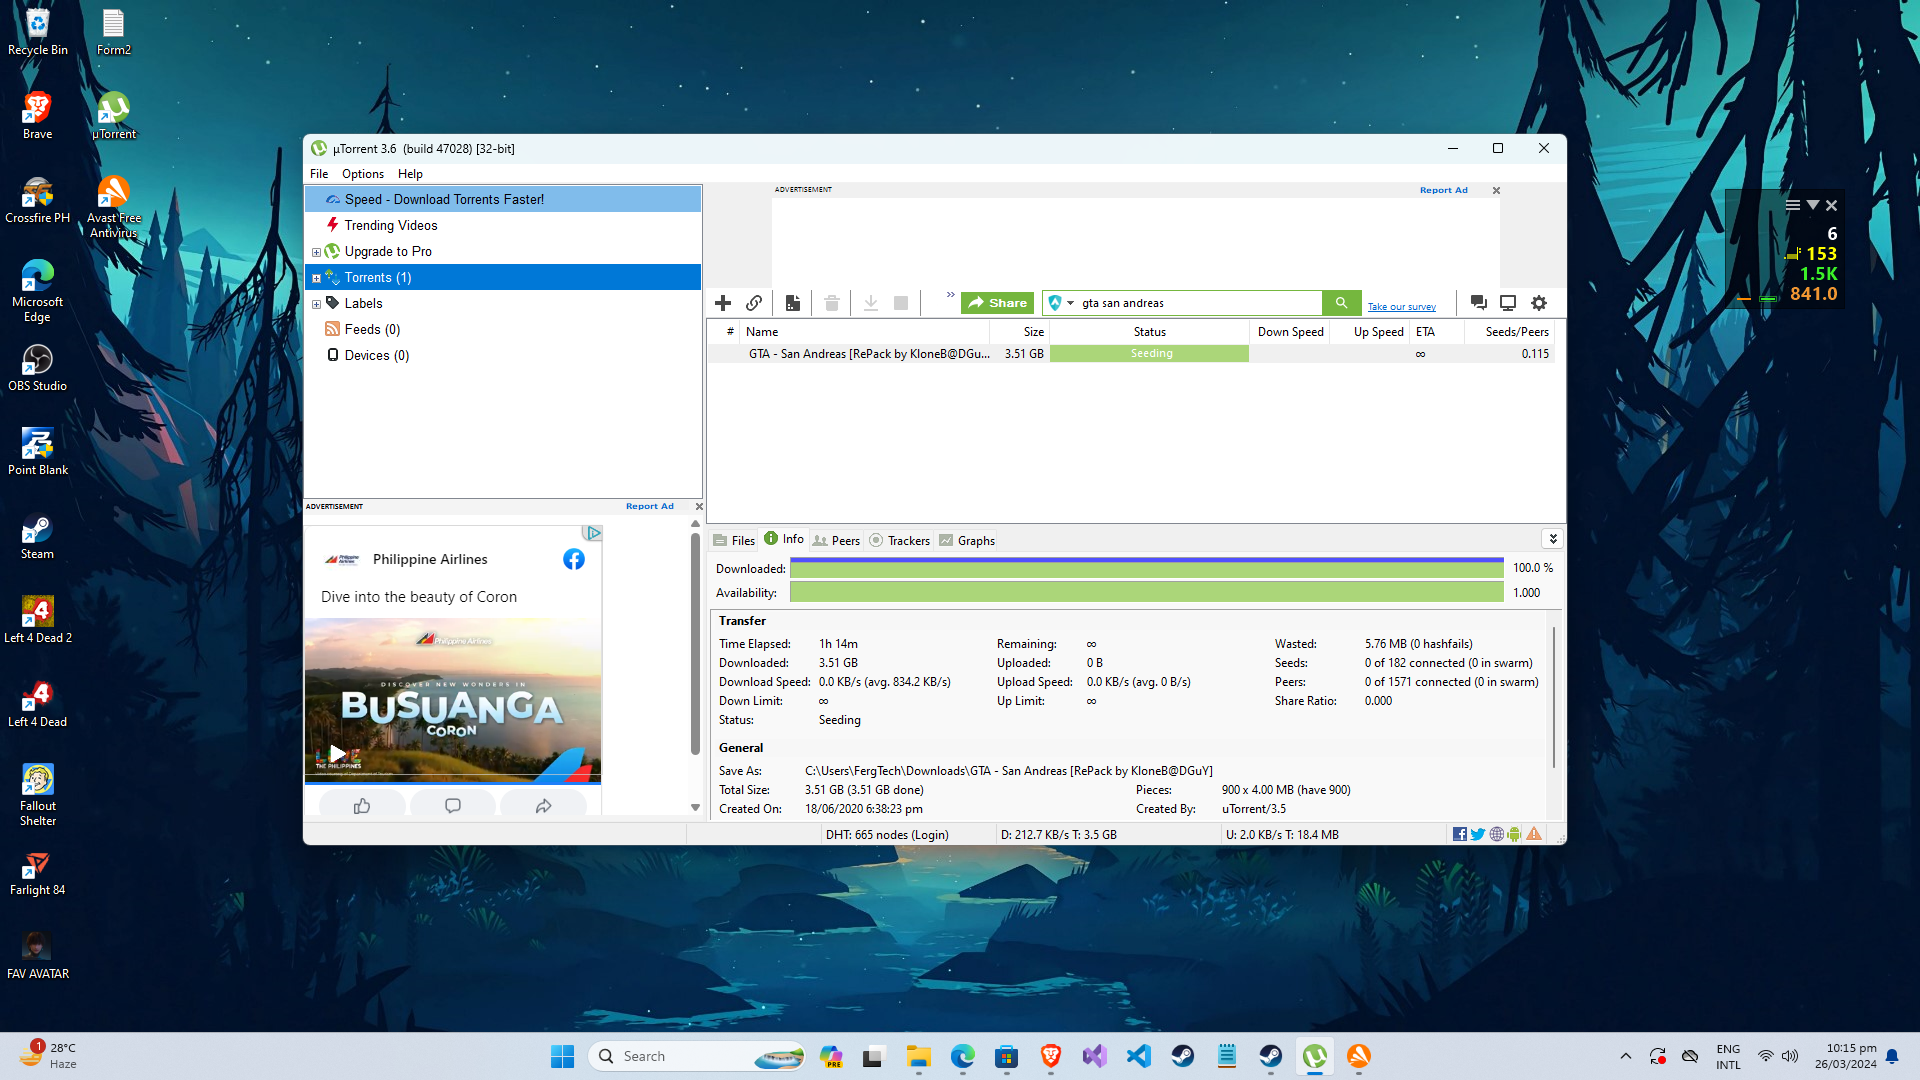 Recycle Bin
Form2
Brave
µTorrent
Crossfire PH
Avast Free
Antivirus
Microsoft
Edge
OBS Studio
Point Blank
Steam
Left 4 Dead 2
Left 4 Dead
Fallout
Shelter
Farlight 84
FAV AVATAR
µTorrent 3.6 (build 47028) [32-bit]
File Options Help
Speed - Download Torrents Faster!
Trending Videos
Upgrade to Pro
Torrents (1)
Labels
Feeds (0)
Devices (0)
ADVERTISEMENT
Report Ad
Share
gta san andreas
Take our survey
# Name Size Status Down Speed Up Speed ETA Seeds/Peers
GTA - San Andreas [RePack by KloneB@DGu... 3.51 GB Seeding ∞ 0.115
ADVERTISEMENT
Report Ad
Philippine Airlines
Dive into the beauty of Coron
Philippine Airlines
DISCOVER NEW WONDERS IN
BUSUANGA
CORON
LOVE
THE PHILIPPINES
Files Info Peers Trackers Graphs
Downloaded: 100.0 %
Availability: 1.000
Transfer
Time Elapsed: 1h 14m Remaining: ∞ Wasted: 5.76 MB (0 hashfails)
Downloaded: 3.51 GB Uploaded: 0 B Seeds: 0 of 182 connected (0 in swarm)
Download Speed: 0.0 KB/s (avg. 834.2 KB/s) Upload Speed: 0.0 KB/s (avg. 0 B/s) Peers: 0 of 1571 connected (0 in swarm)
Down Limit: ∞ Up Limit: ∞ Share Ratio: 0.000
Status: Seeding
General
Save As: C:\Users\FergTech\Downloads\GTA - San Andreas [RePack by KloneB@DGuY]
Total Size: 3.51 GB (3.51 GB done) Pieces: 900 x 4.00 MB (have 900)
Created On: 18/06/2020 6:38:23 pm Created By: uTorrent/3.5
DHT: 665 nodes (Login) D: 212.7 KB/s T: 3.5 GB U: 2.0 KB/s T: 18.4 MB
6
153
1.5K
841.0
1
28°C
Haze
Search
PRE
ENG
INTL
10:15 pm
26/03/2024